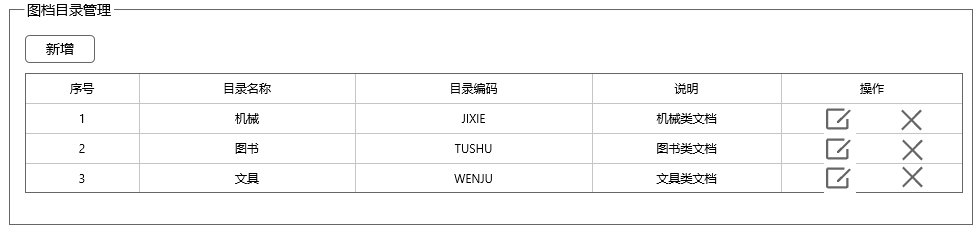 图档目录管理
新增
序号 目录名称 目录编码 说明 操作
1 机械 JIXIE 机械类文档
2 图书 TUSHU 图书类文档
3 文具 WENJU 文具类文档